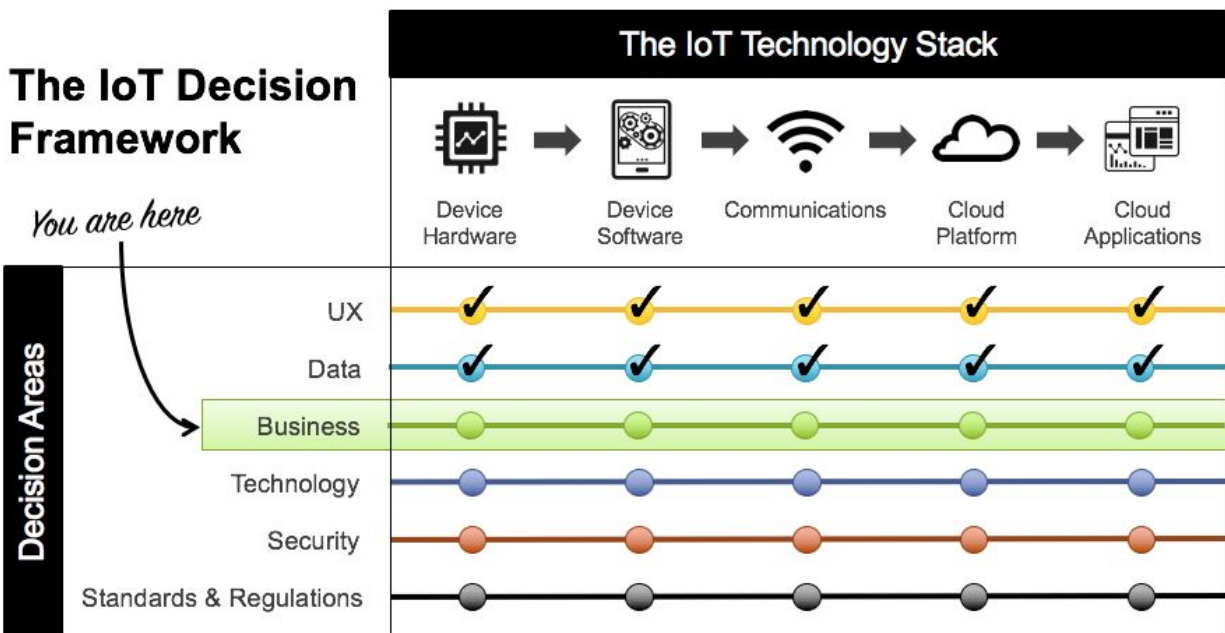 The IoT Technology Stack
The IoT Decision
Framework
You are here
Device
Hardware
Device
Software
Communications
Cloud
Platform
Cloud
Applications
Decision Areas
UX
Data
Business
Technology
Security
Standards & Regulations